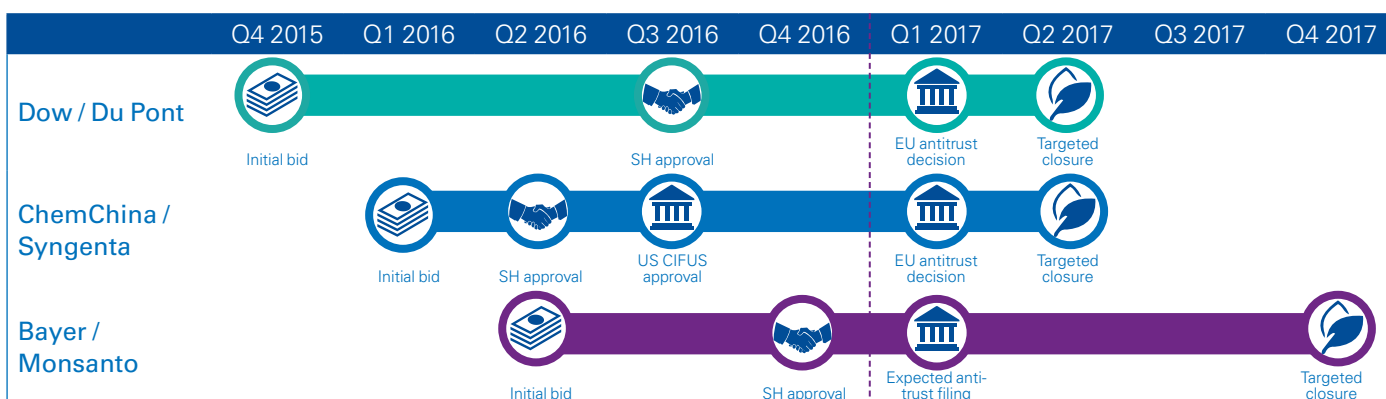 Q4 2015 Q1 2016 Q2 2016 Q3 2016 Q4 2016 Q1 2017 Q2 2017 Q3 2017 Q4 2017
Dow / Du Pont
Initial bid SH approval EU antitrust Targeted
decision closure
ChemChina /
Syngenta
Initial bid SH approval US CIFUS EU antitrust Targeted
approval decision closure
Bayer /
Monsanto
Initial bid SH approval Expected anti- Targeted
trust filing closure